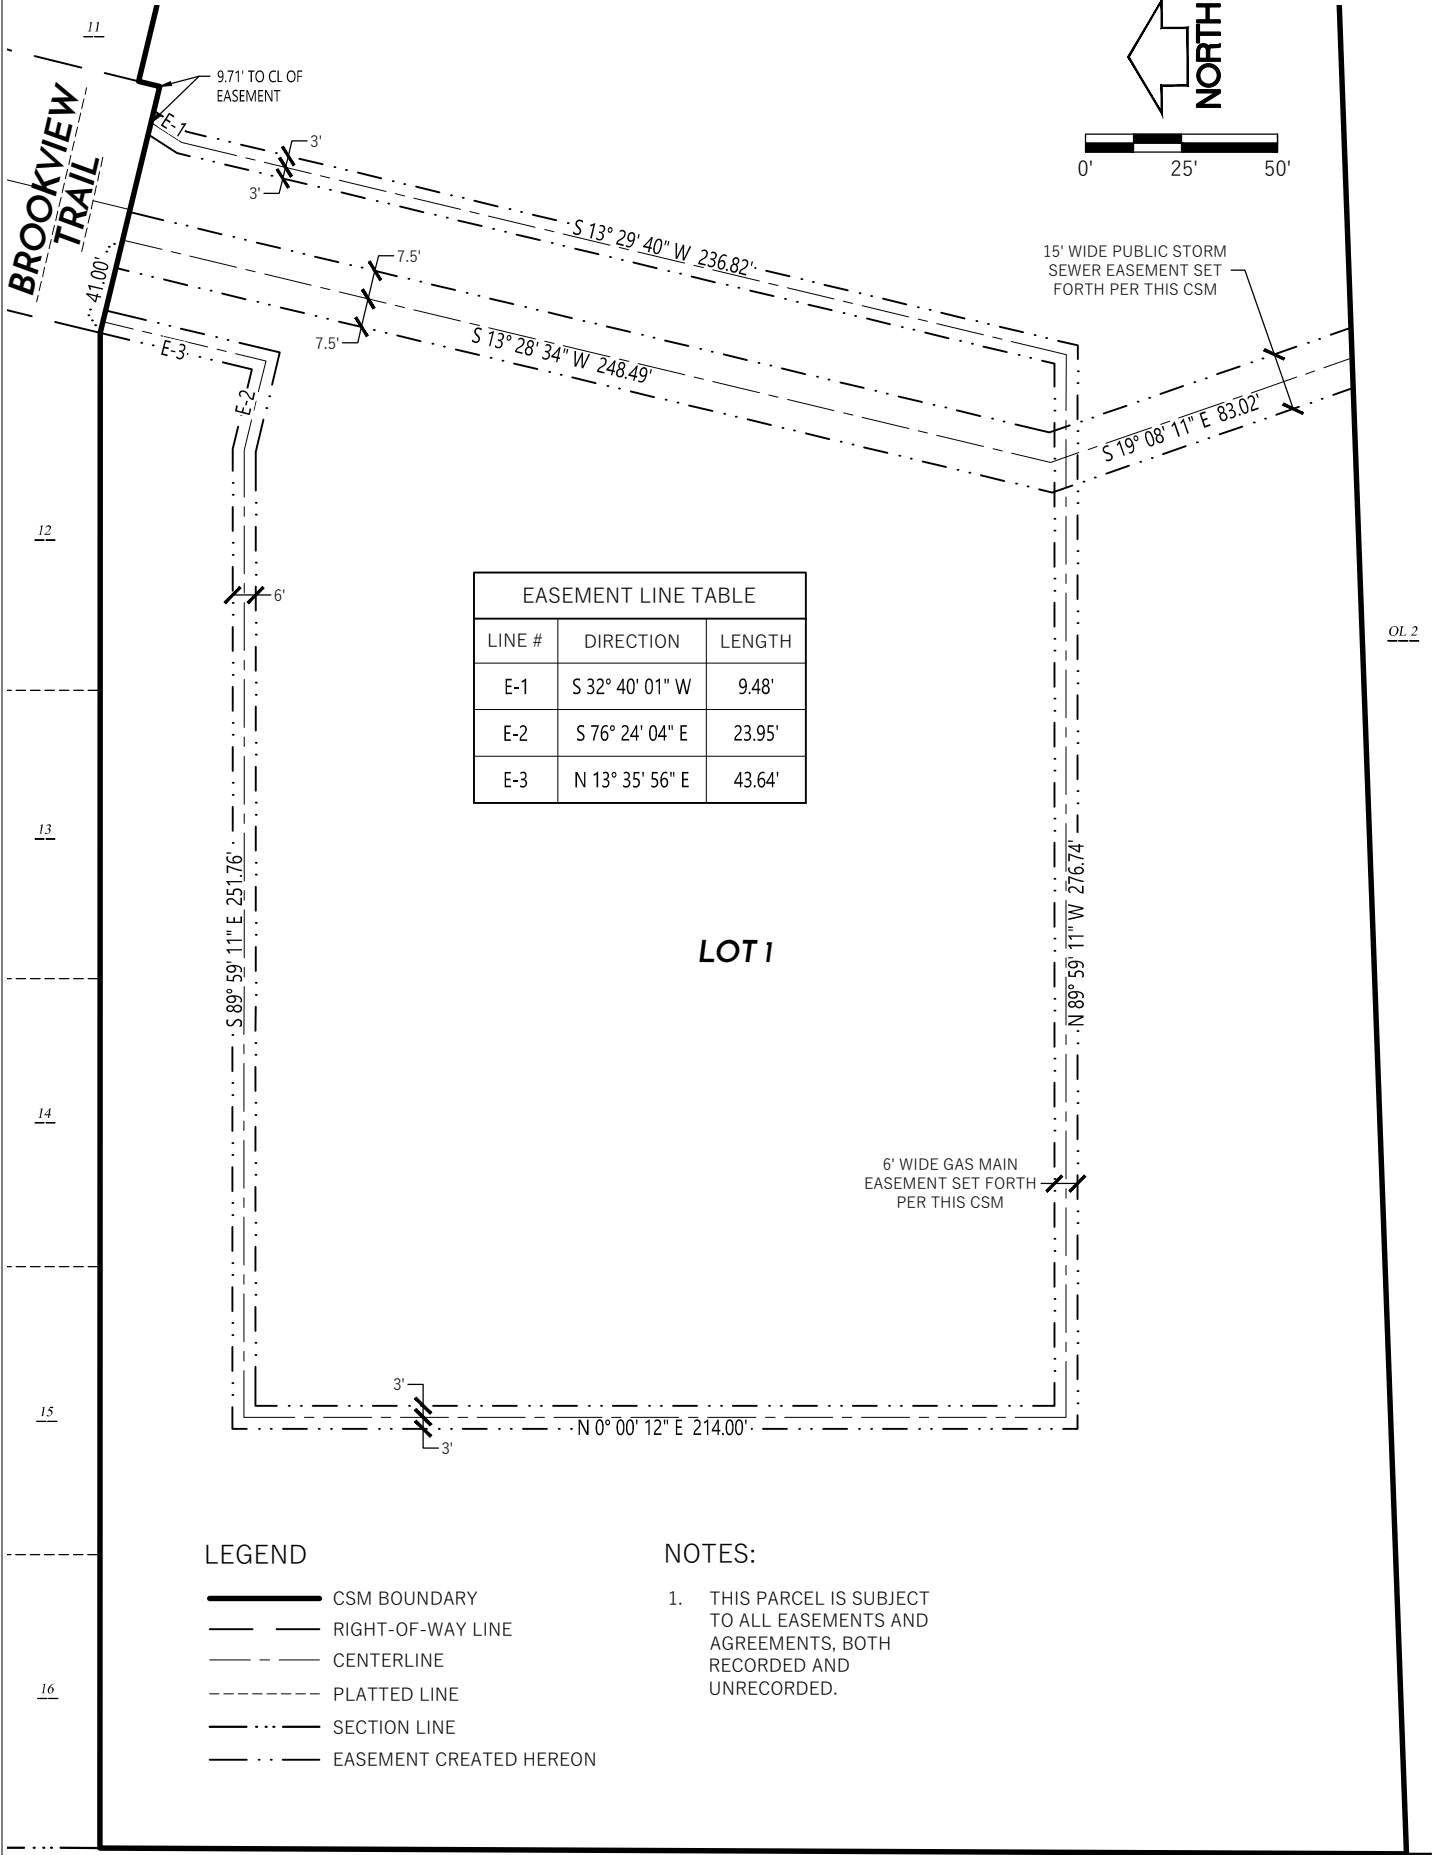 11
NORTH
9.71' TO CL OF
EASEMENT
BROOKVIEW
TRAIL
E-1
3'
3'
0'
25'
50'
S 13° 29' 40" W 236.82'
15' WIDE PUBLIC STORM
SEWER EASEMENT SET
FORTH PER THIS CSM
41.00'
7.5'
7.5'
S 13° 28' 34" W 248.49'
E-3
E-2
S 19° 08' 11" E 83.02'
12
6'
EASEMENT LINE TABLE
LINE # DIRECTION LENGTH
E-1 S 32° 40' 01" W 9.48'
E-2 S 76° 24' 04" E 23.95'
E-3 N 13° 35' 56" E 43.64'
OL 2
13
S 89° 59' 11" E 251.76'
N 89° 59' 11" W 276.74'
LOT 1
14
6' WIDE GAS MAIN
EASEMENT SET FORTH
PER THIS CSM
15
3'
N 0° 00' 12" E 214.00'
3'
LEGEND
CSM BOUNDARY
RIGHT-OF-WAY LINE
CENTERLINE
PLATTED LINE
SECTION LINE
EASEMENT CREATED HEREON
NOTES:
1. THIS PARCEL IS SUBJECT
TO ALL EASEMENTS AND
AGREEMENTS, BOTH
RECORDED AND
UNRECORDED.
16